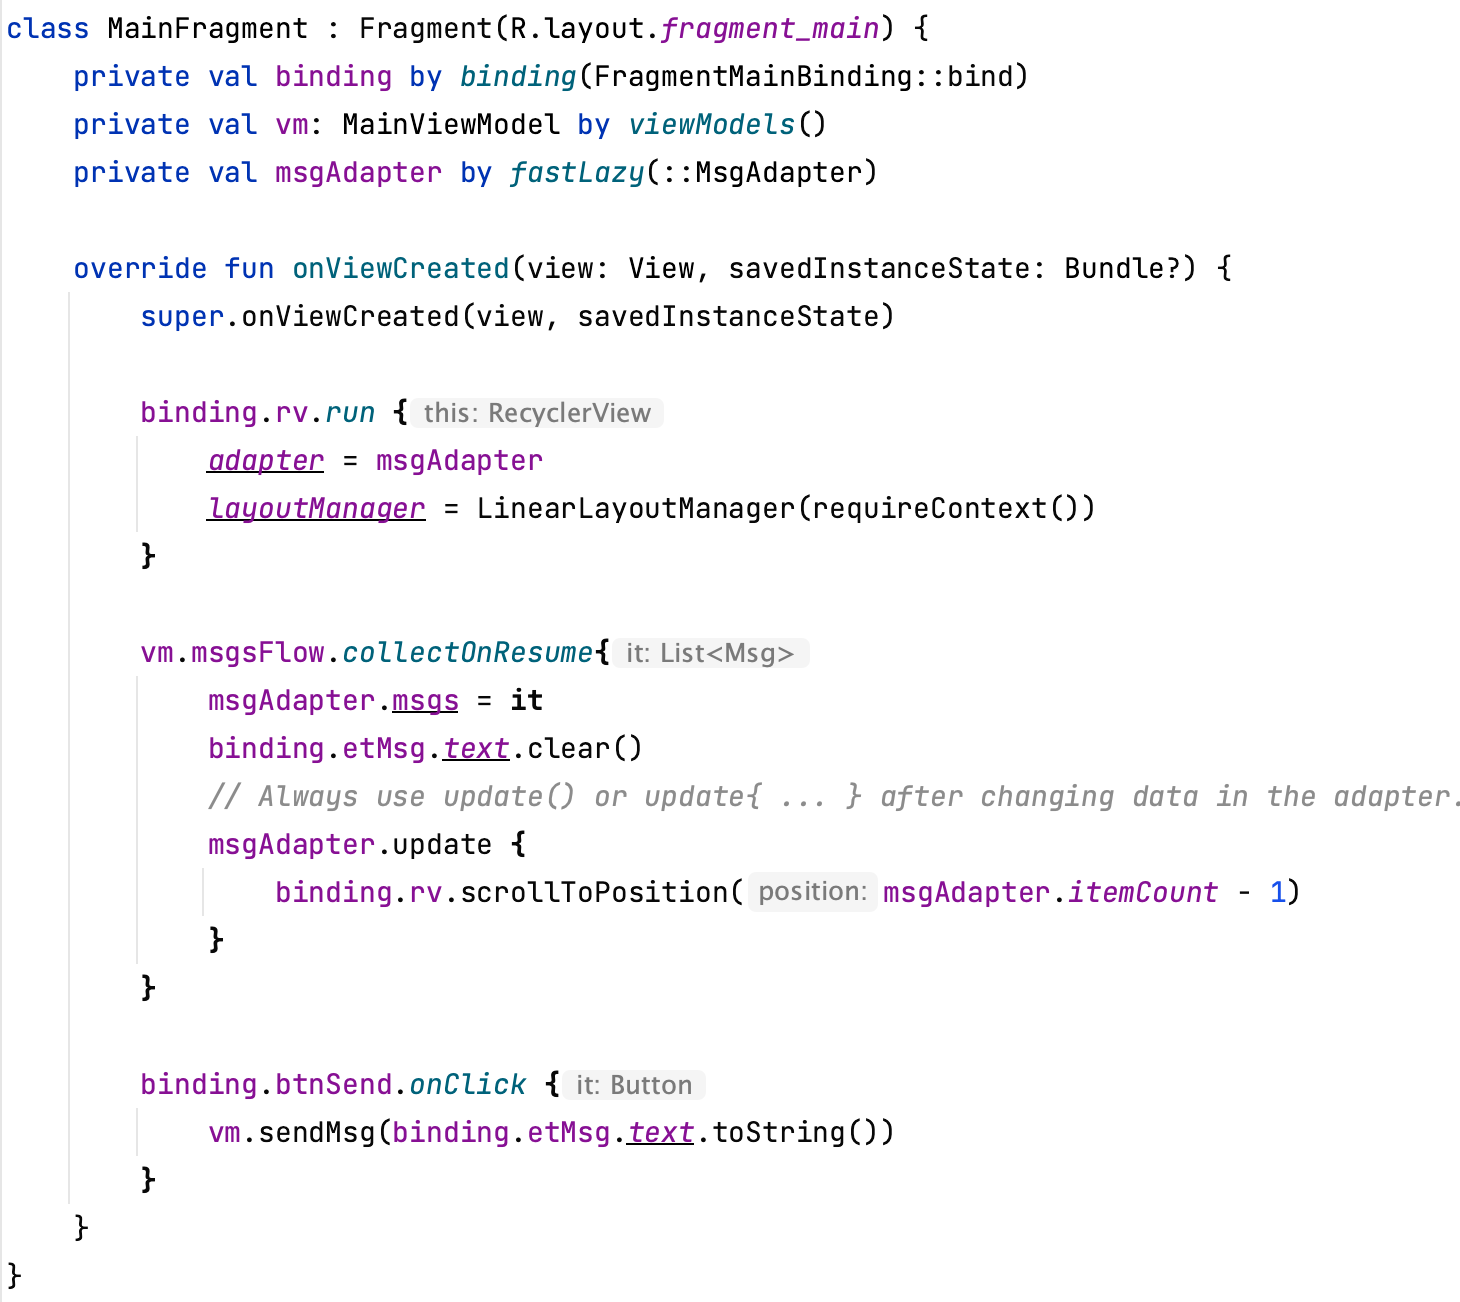 class MainFragment : Fragment(R.layout.fragment_main) {
    private val binding by binding(FragmentMainBinding::bind)
    private val vm: MainViewModel by viewModels()
    private val msgAdapter by fastLazy(::MsgAdapter)

    override fun onViewCreated(view: View, savedInstanceState: Bundle?) {
        super.onViewCreated(view, savedInstanceState)

        binding.rv.run { this: RecyclerView
            adapter = msgAdapter
            layoutManager = LinearLayoutManager(requireContext())
        }

        vm.msgsFlow.collectOnResume{ it: List<Msg>
            msgAdapter.msgs = it
            binding.etMsg.text.clear()
            // Always use update() or update{ ... } after changing data in the adapter.
            msgAdapter.update {
                binding.rv.scrollToPosition( position: msgAdapter.itemCount - 1)
            }
        }

        binding.btnSend.onClick { it: Button
            vm.sendMsg(binding.etMsg.text.toString())
        }
    }
}